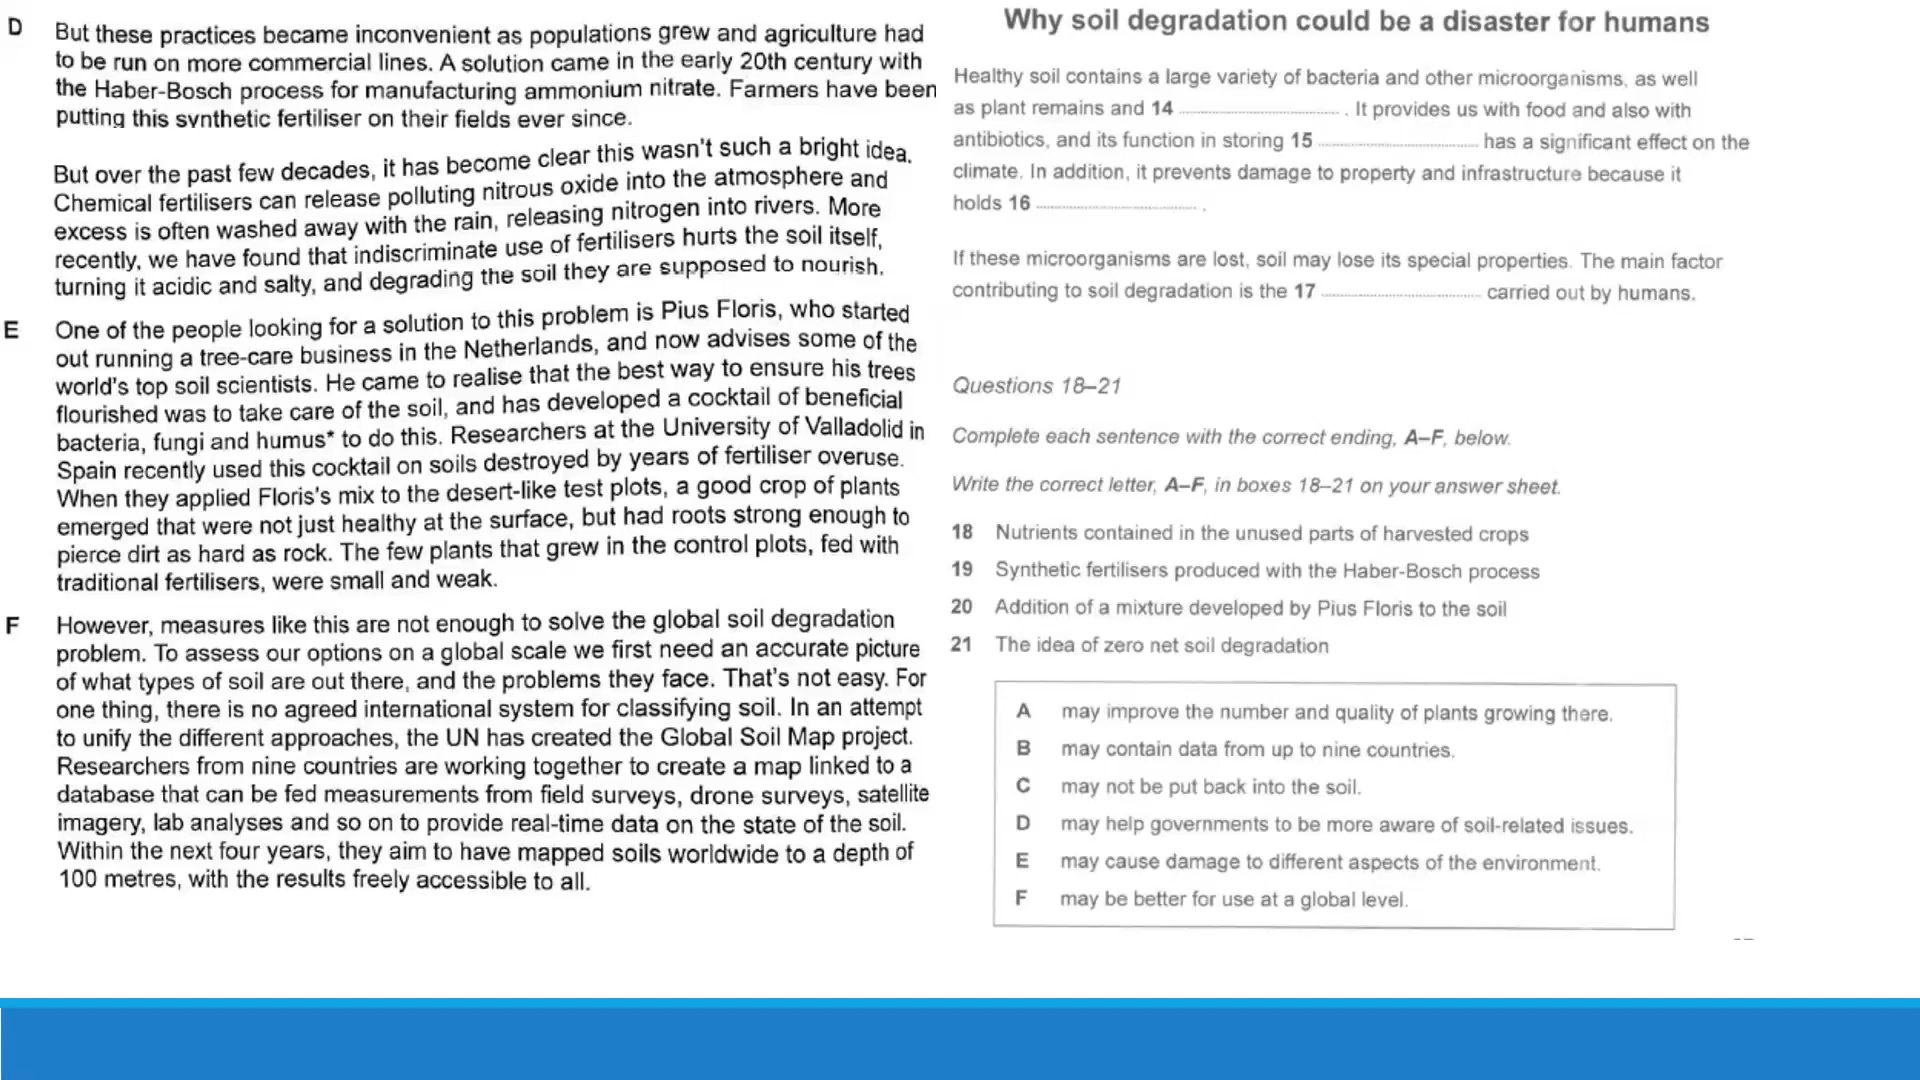 D But these practices became inconvenient as populations grew and agriculture had
to be run on more commercial lines. A solution came in the early 20th century with
the Haber-Bosch process for manufacturing ammonium nitrate. Farmers have been
putting this synthetic fertiliser on their fields ever since.
But over the past few decades, it has become clear this wasn't such a bright idea.
Chemical fertilisers can release polluting nitrous oxide into the atmosphere and
excess is often washed away with the rain, releasing nitrogen into rivers. More
recently, we have found that indiscriminate use of fertilisers hurts the soil itself,
turning it acidic and salty, and degrading the soil they are supposed to nourish.
E One of the people looking for a solution to this problem is Pius Floris, who started
out running a tree-care business in the Netherlands, and now advises some of the
world's top soil scientists. He came to realise that the best way to ensure his trees
flourished was to take care of the soil, and has developed a cocktail of beneficial
bacteria, fungi and humus* to do this. Researchers at the University of Valladolid in
Spain recently used this cocktail on soils destroyed by years of fertiliser overuse.
When they applied Floris's mix to the desert-like test plots, a good crop of plants
emerged that were not just healthy at the surface, but had roots strong enough to
pierce dirt as hard as rock. The few plants that grew in the control plots, fed with
traditional fertilisers, were small and weak.
F However, measures like this are not enough to solve the global soil degradation
problem. To assess our options on a global scale we first need an accurate picture
of what types of soil are out there, and the problems they face. That's not easy. For
one thing, there is no agreed international system for classifying soil. In an attempt
to unify the different approaches, the UN has created the Global Soil Map project.
Researchers from nine countries are working together to create a map linked to a
database that can be fed measurements from field surveys, drone surveys, satellite
imagery, lab analyses and so on to provide real-time data on the state of the soil.
Within the next four years, they aim to have mapped soils worldwide to a depth of
100 metres, with the results freely accessible to all.
Why soil degradation could be a disaster for humans
Healthy soil contains a large variety of bacteria and other microorganisms, as well
as plant remains and 14 .............................. . It provides us with food and also with
antibiotics, and its function in storing 15 .............................. has a significant effect on the
climate. In addition, it prevents damage to property and infrastructure because it
holds 16 .............................. .
If these microorganisms are lost, soil may lose its special properties. The main factor
contributing to soil degradation is the 17 .............................. carried out by humans.
Questions 18–21
Complete each sentence with the correct ending, A–F, below.
Write the correct letter, A–F, in boxes 18–21 on your answer sheet.
18 Nutrients contained in the unused parts of harvested crops
19 Synthetic fertilisers produced with the Haber-Bosch process
20 Addition of a mixture developed by Pius Floris to the soil
21 The idea of zero net soil degradation
A may improve the number and quality of plants growing there.
B may contain data from up to nine countries.
C may not be put back into the soil.
D may help governments to be more aware of soil-related issues.
E may cause damage to different aspects of the environment.
F may be better for use at a global level.